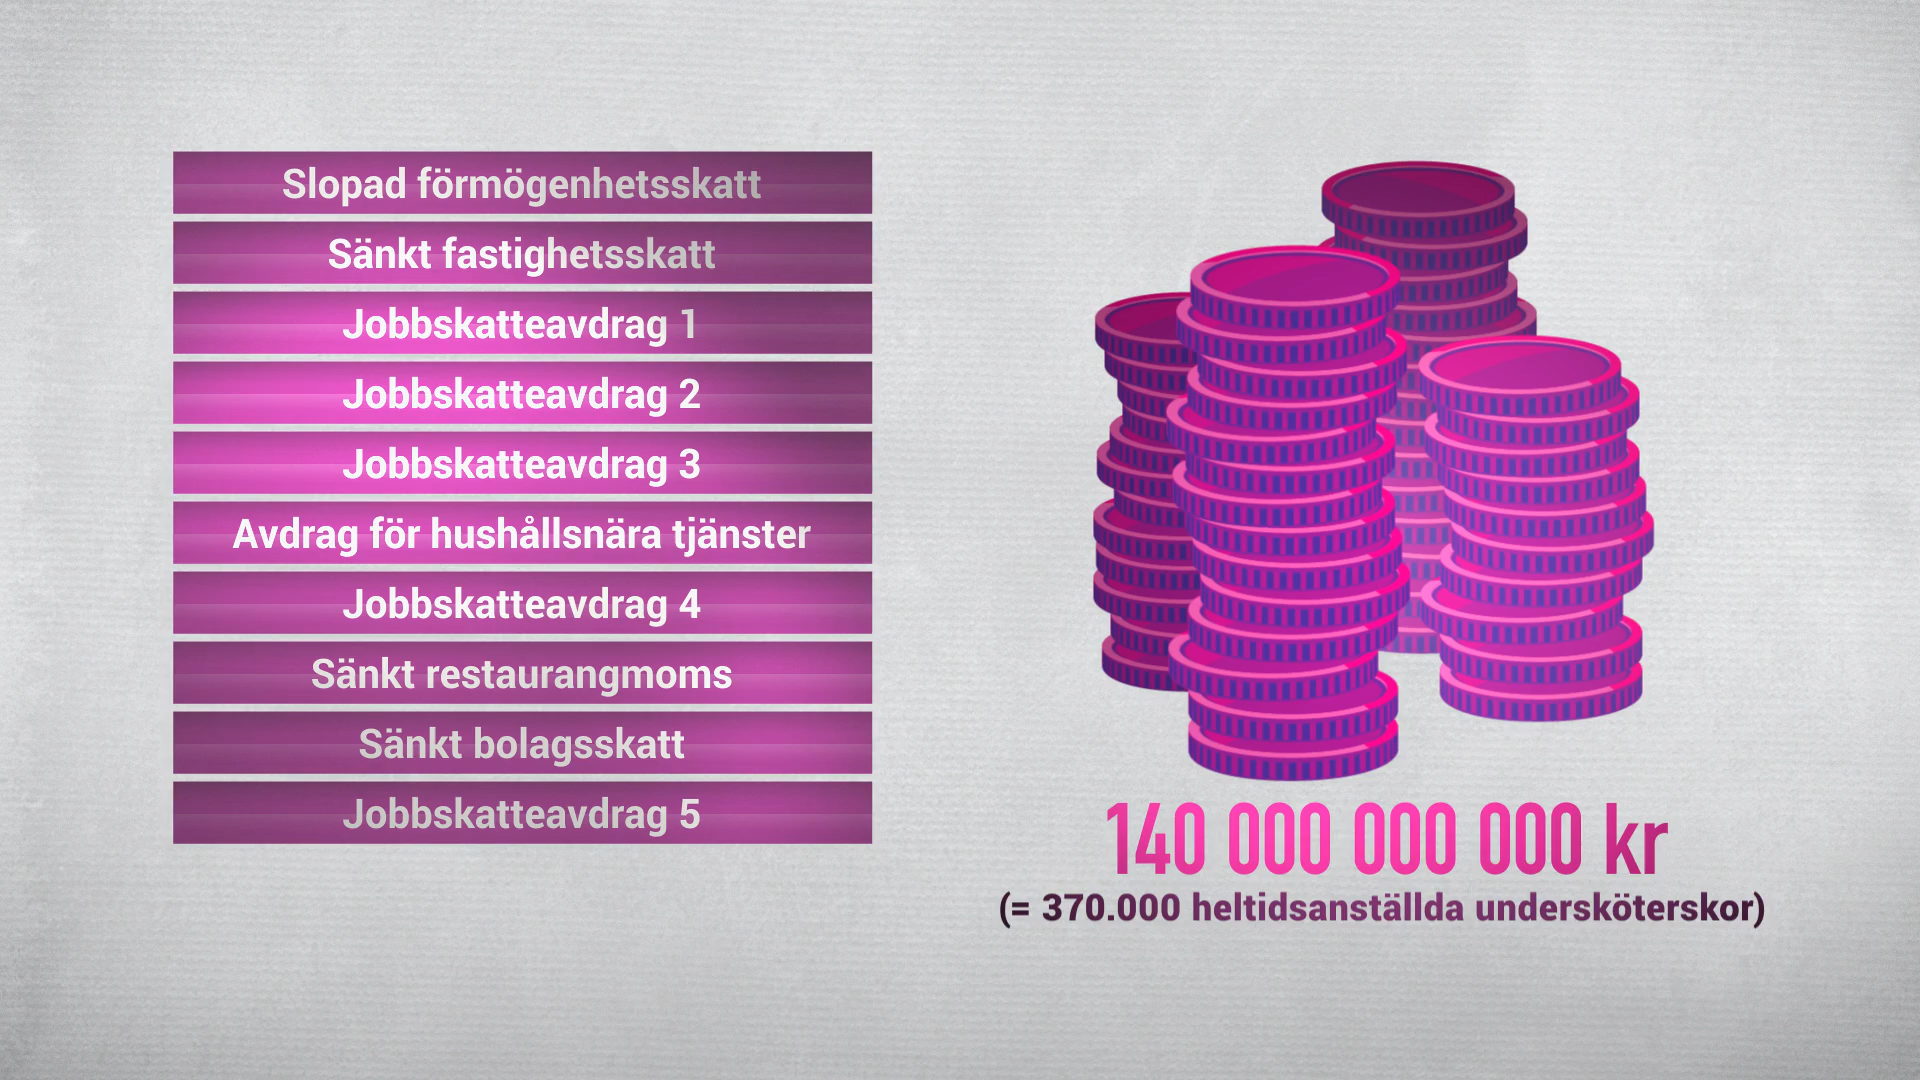 Slopad förmögenhetsskatt
Sänkt fastighetsskatt
Jobbskatteavdrag 1
Jobbskatteavdrag 2
Jobbskatteavdrag 3
Avdrag för hushållsnära tjänster
Jobbskatteavdrag 4
Sänkt restaurangmoms
Sänkt bolagsskatt
Jobbskatteavdrag 5
140 000 000 000 kr
(= 370.000 heltidsanställda undersköterskor)